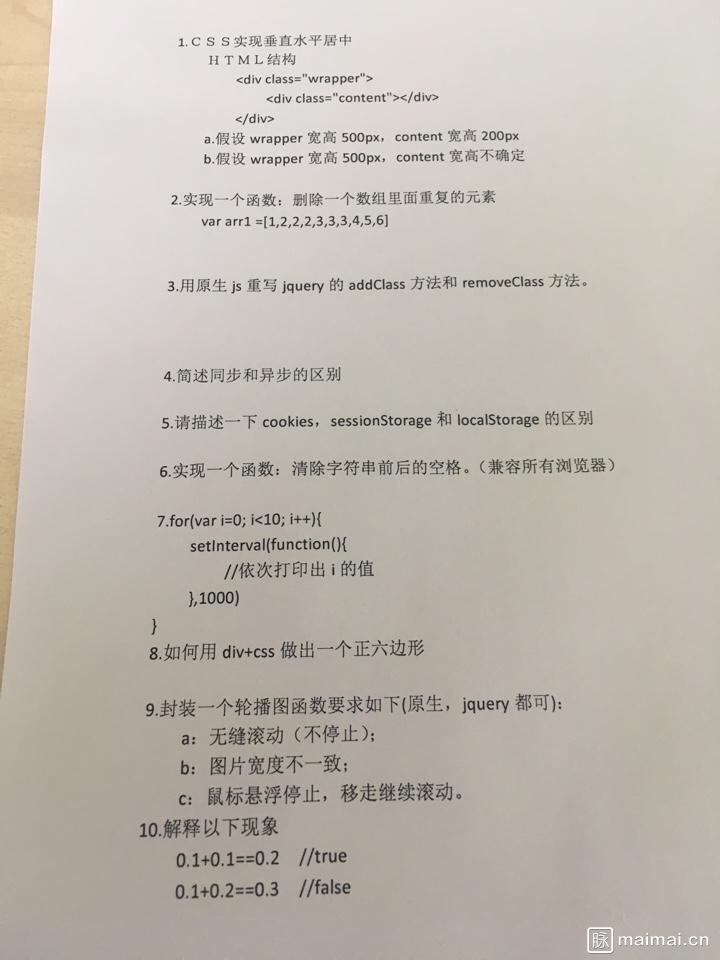 1.ＣＳＳ实现垂直水平居中
ＨＴＭＬ结构
<div class="wrapper">
<div class="content"></div>
</div>
a.假设 wrapper 宽高 500px，content 宽高 200px
b.假设 wrapper 宽高 500px，content 宽高不确定
2.实现一个函数：删除一个数组里面重复的元素
var arr1 =[1,2,2,2,3,3,3,4,5,6]
3.用原生 js 重写 jquery 的 addClass 方法和 removeClass 方法。
4.简述同步和异步的区别
5.请描述一下 cookies，sessionStorage 和 localStorage 的区别
6.实现一个函数：清除字符串前后的空格。（兼容所有浏览器）
7.for(var i=0; i<10; i++){
setInterval(function(){
//依次打印出 i 的值
},1000)
}
8.如何用 div+css 做出一个正六边形
9.封装一个轮播图函数要求如下(原生，jquery 都可)：
a：无缝滚动（不停止）；
b：图片宽度不一致；
c：鼠标悬浮停止，移走继续滚动。
10.解释以下现象
0.1+0.1==0.2 //true
0.1+0.2==0.3 //false
脉 maimai.cn